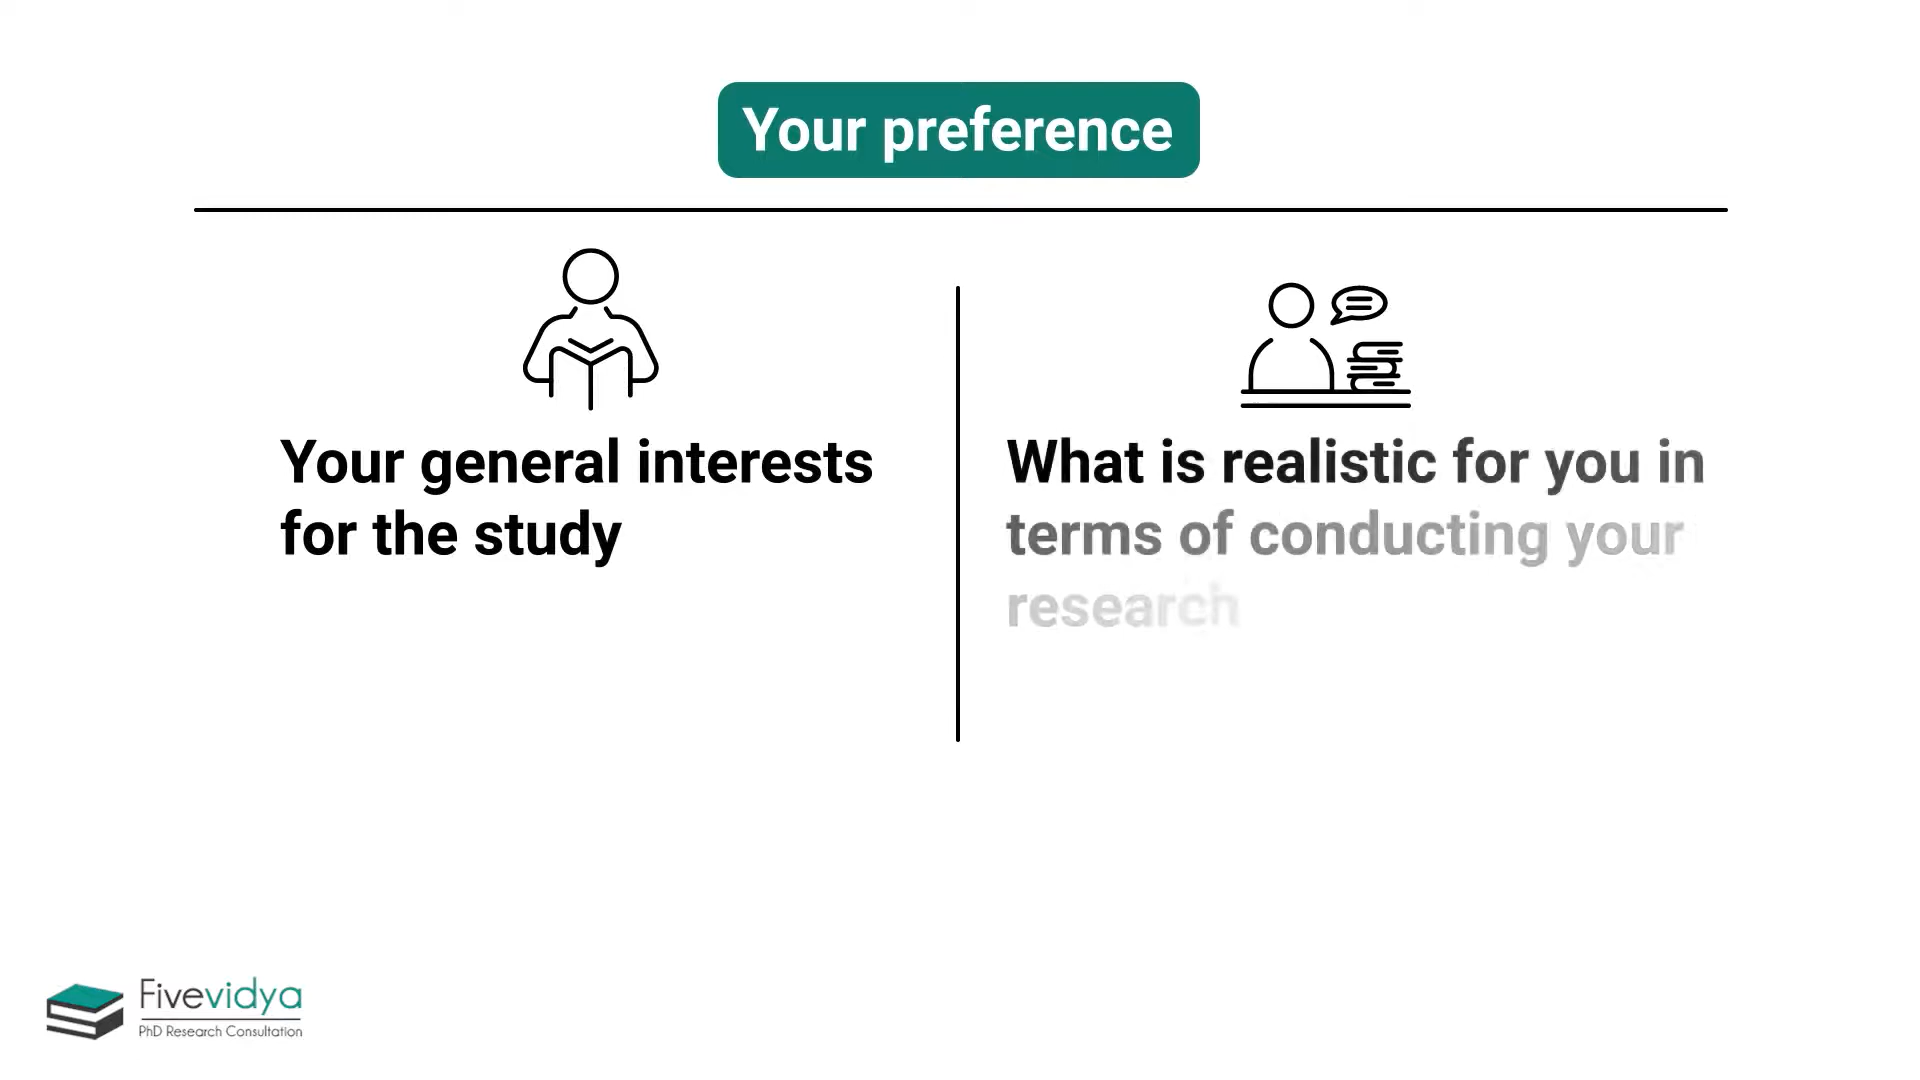 Your preference
Your general interests
for the study
What is realistic for you in
terms of conducting your
research
Fivevidya
PhD Research Consultation